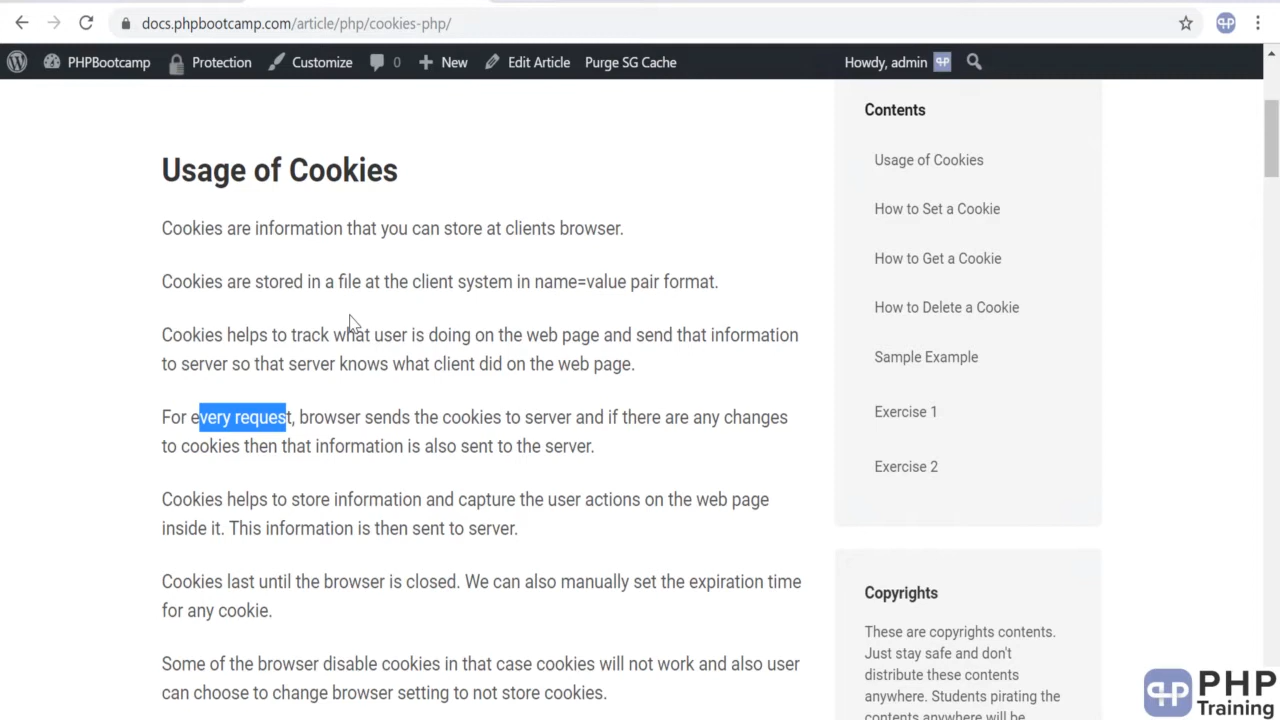 docs.phpbootcamp.com/article/php/cookies-php/
PHPBootcamp Protection Customize 0 New Edit Article Purge SG Cache Howdy, admin
Usage of Cookies
Cookies are information that you can store at clients browser.
Cookies are stored in a file at the client system in name=value pair format.
Cookies helps to track what user is doing on the web page and send that information
to server so that server knows what client did on the web page.
For every request, browser sends the cookies to server and if there are any changes
to cookies then that information is also sent to the server.
Cookies helps to store information and capture the user actions on the web page
inside it. This information is then sent to server.
Cookies last until the browser is closed. We can also manually set the expiration time
for any cookie.
Some of the browser disable cookies in that case cookies will not work and also user
can choose to change browser setting to not store cookies.
Contents
Usage of Cookies
How to Set a Cookie
How to Get a Cookie
How to Delete a Cookie
Sample Example
Exercise 1
Exercise 2
Copyrights
These are copyrights contents.
Just stay safe and don't
distribute these contents
anywhere. Students pirating the
contents anywhere will be
PHP
Training